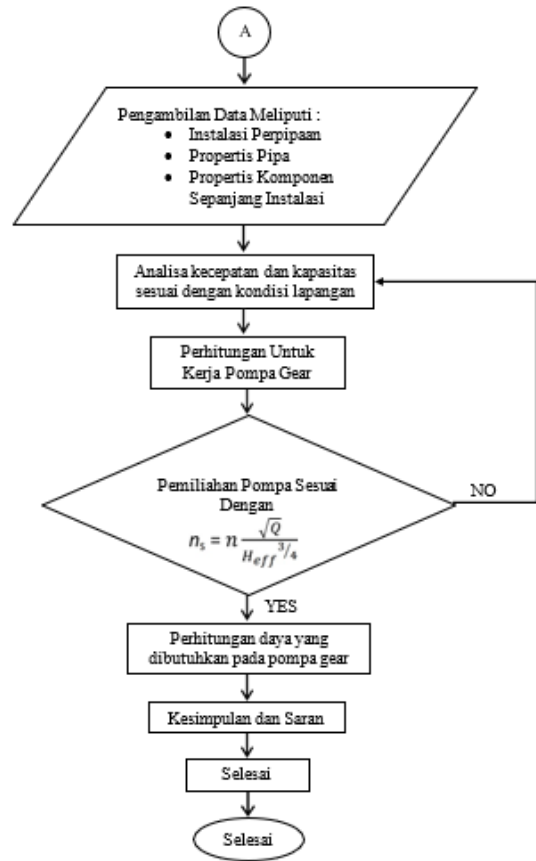 A
Pengambilan Data Meliputi :
• Instalasi Perpipaan
• Propertis Pipa
• Propertis Komponen
Sepanjang Instalasi
Analisa kecepatan dan kapasitas
sesuai dengan kondisi lapangan
Perhitungan Untuk
Kerja Pompa Gear
Pemiliahan Pompa Sesuai
Dengan
n_s = n √Q / H_eff^3/4
NO
YES
Perhitungan daya yang
dibutuhkan pada pompa gear
Kesimpulan dan Saran
Selesai
Selesai